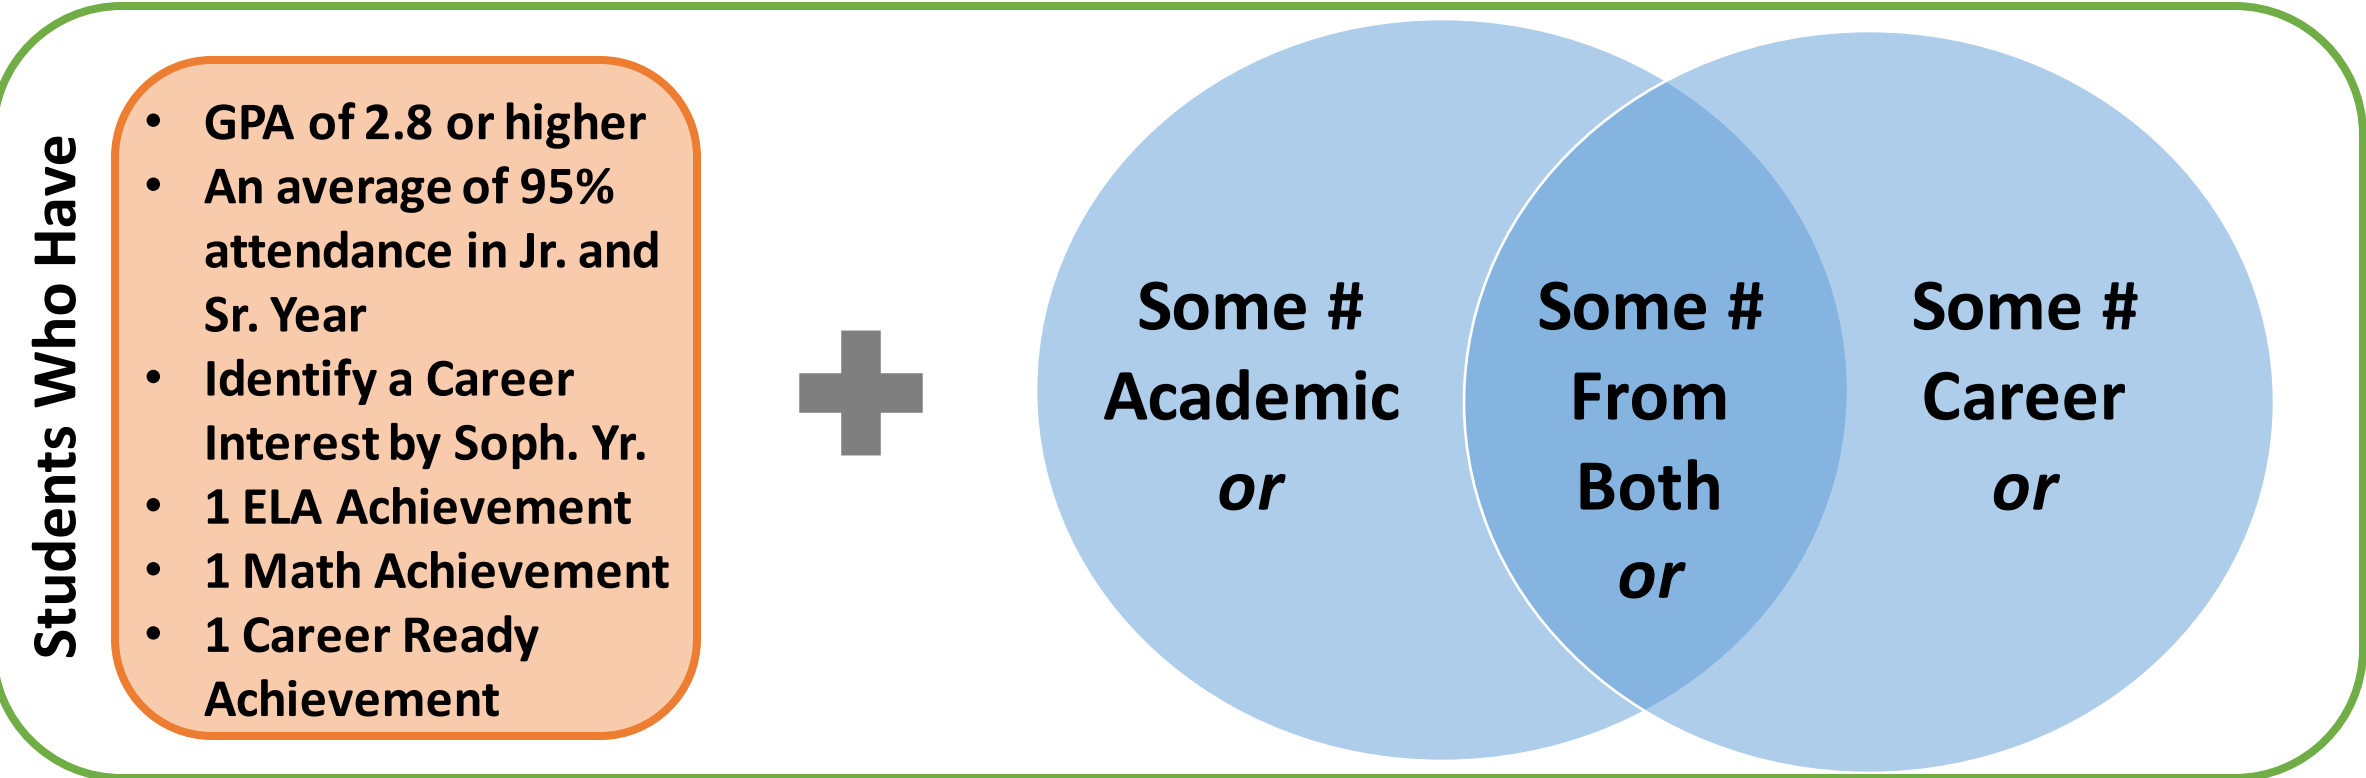 Students Who Have
• GPA of 2.8 or higher
• An average of 95%
attendance in Jr. and
Sr. Year
• Identify a Career
Interest by Soph. Yr.
• 1 ELA Achievement
• 1 Math Achievement
• 1 Career Ready
Achievement
Some #
Academic
or
Some #
From
Both
or
Some #
Career
or